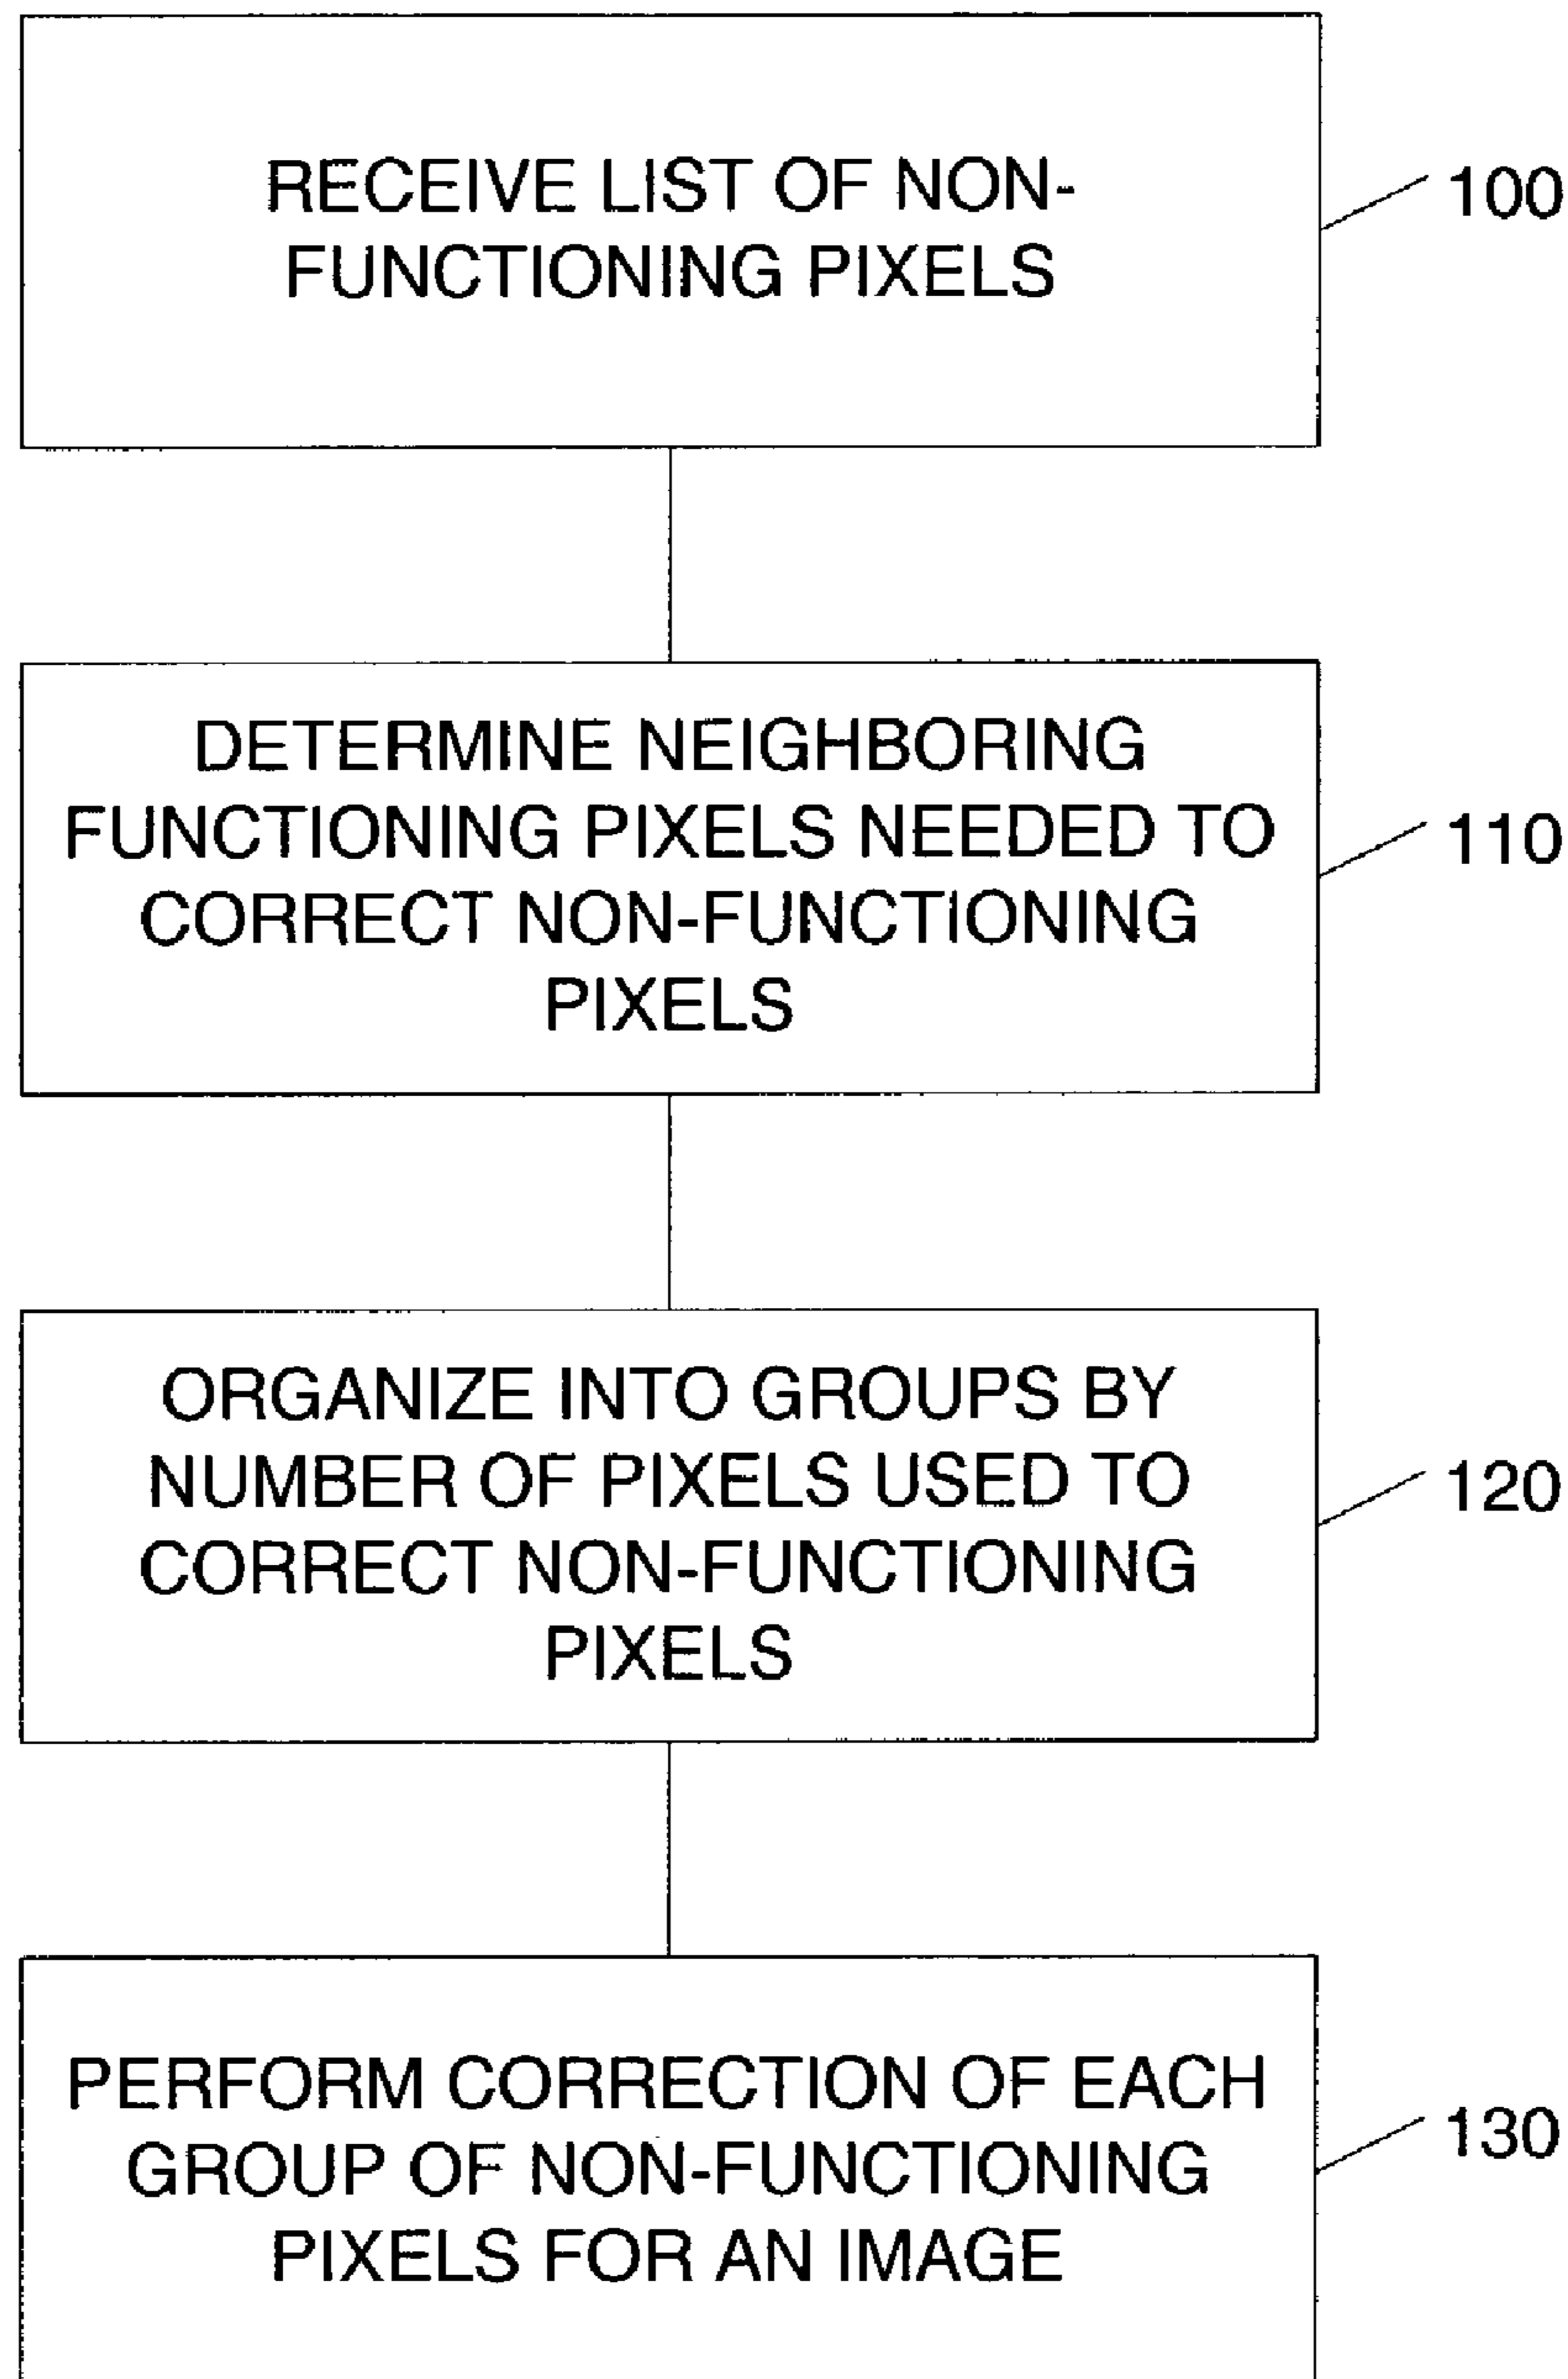 RECEIVE LIST OF NON-
FUNCTIONING PIXELS
100
DETERMINE NEIGHBORING
FUNCTIONING PIXELS NEEDED TO
CORRECT NON-FUNCTIONING
PIXELS
110
ORGANIZE INTO GROUPS BY
NUMBER OF PIXELS USED TO
CORRECT NON-FUNCTIONING
PIXELS
120
PERFORM CORRECTION OF EACH
GROUP OF NON-FUNCTIONING
PIXELS FOR AN IMAGE
130